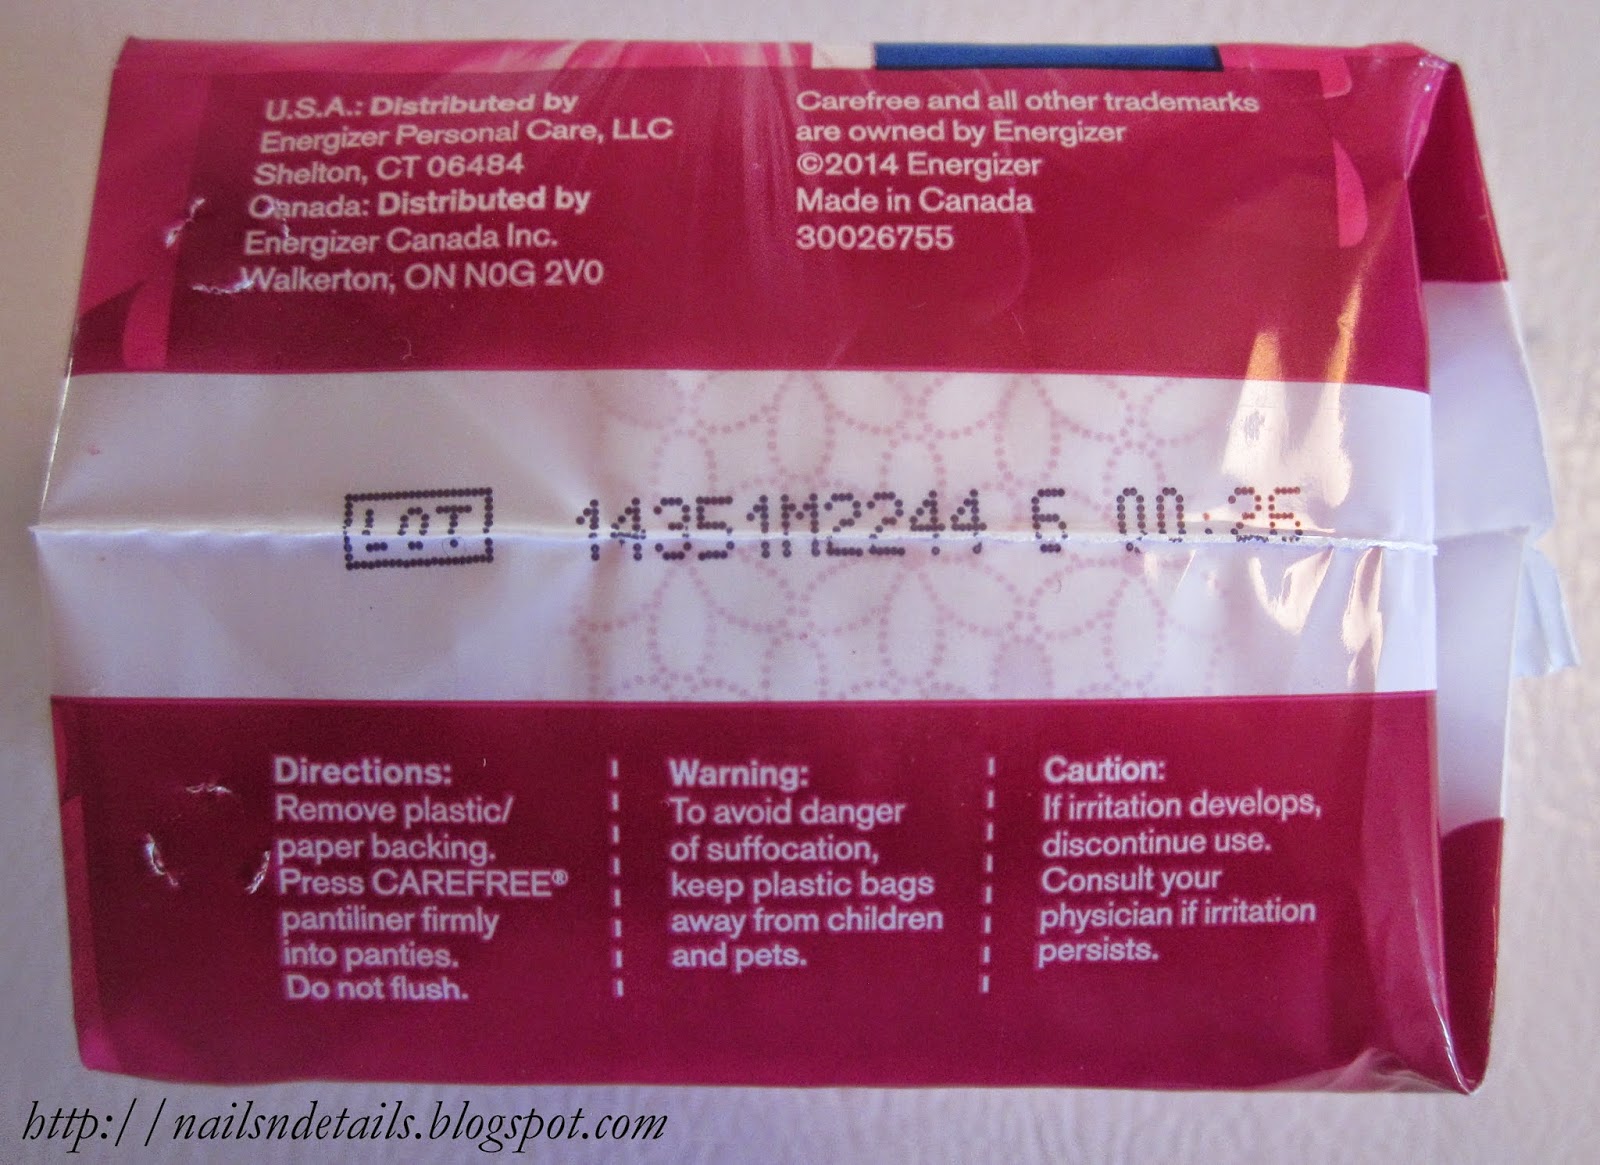 U.S.A.: Distributed by
Energizer Personal Care, LLC
Shelton, CT 06484
Canada: Distributed by
Energizer Canada Inc.
Walkerton, ON N0G 2V0
Carefree and all other trademarks
are owned by Energizer
©2014 Energizer
Made in Canada
30026755
LOT 14351M2244 6 00:26
Directions:
Remove plastic/
paper backing.
Press CAREFREE®
pantiliner firmly
into panties.
Do not flush.
Warning:
To avoid danger
of suffocation,
keep plastic bags
away from children
and pets.
Caution:
If irritation develops,
discontinue use.
Consult your
physician if irritation
persists.
http://nailsndetails.blogspot.com